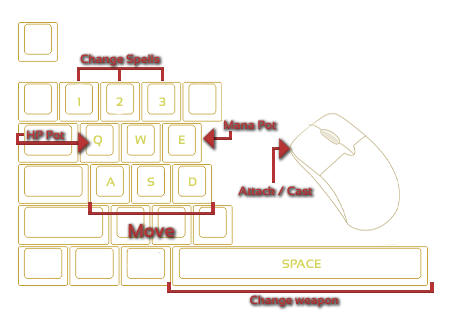 Change Spells
1 2 3
HP Pot
Q W E
Mana Pot
A S D
Attack / Cast
Move
SPACE
Change weapon